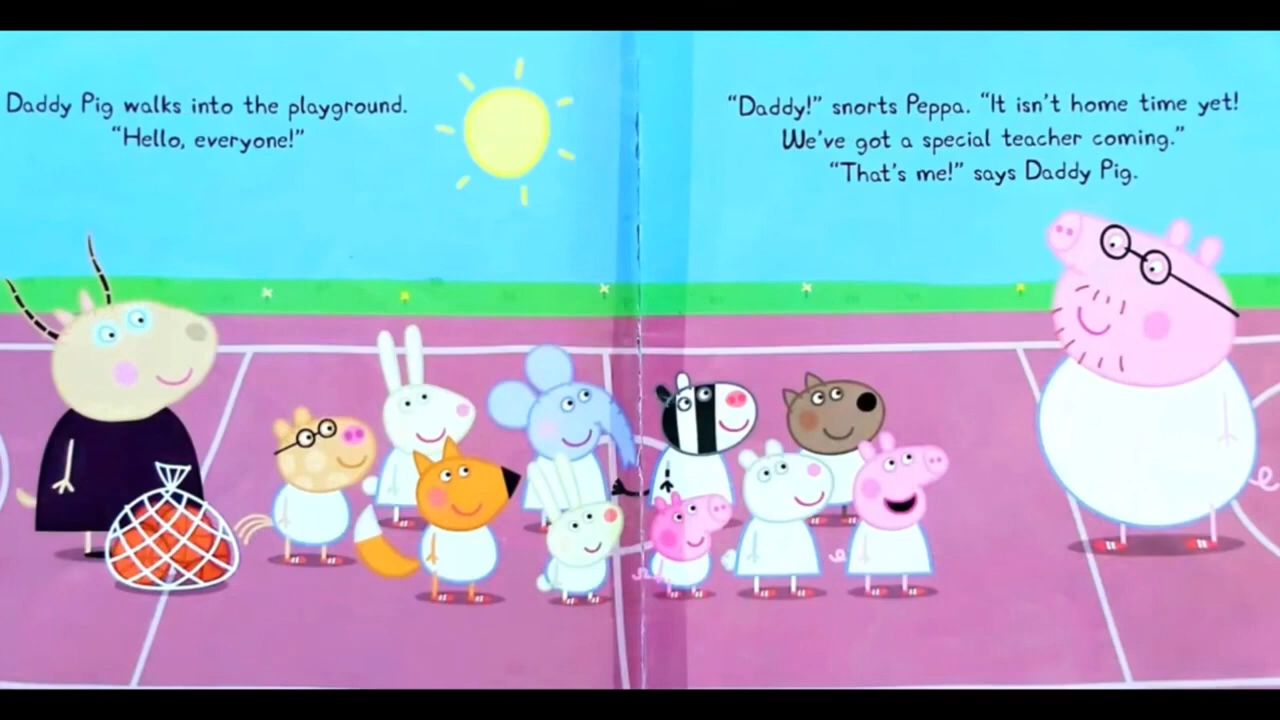 Daddy Pig walks into the playground.
“Hello, everyone!”
“Daddy!” snorts Peppa. “It isn't home time yet!
We've got a special teacher coming.”
“That's me!” says Daddy Pig.